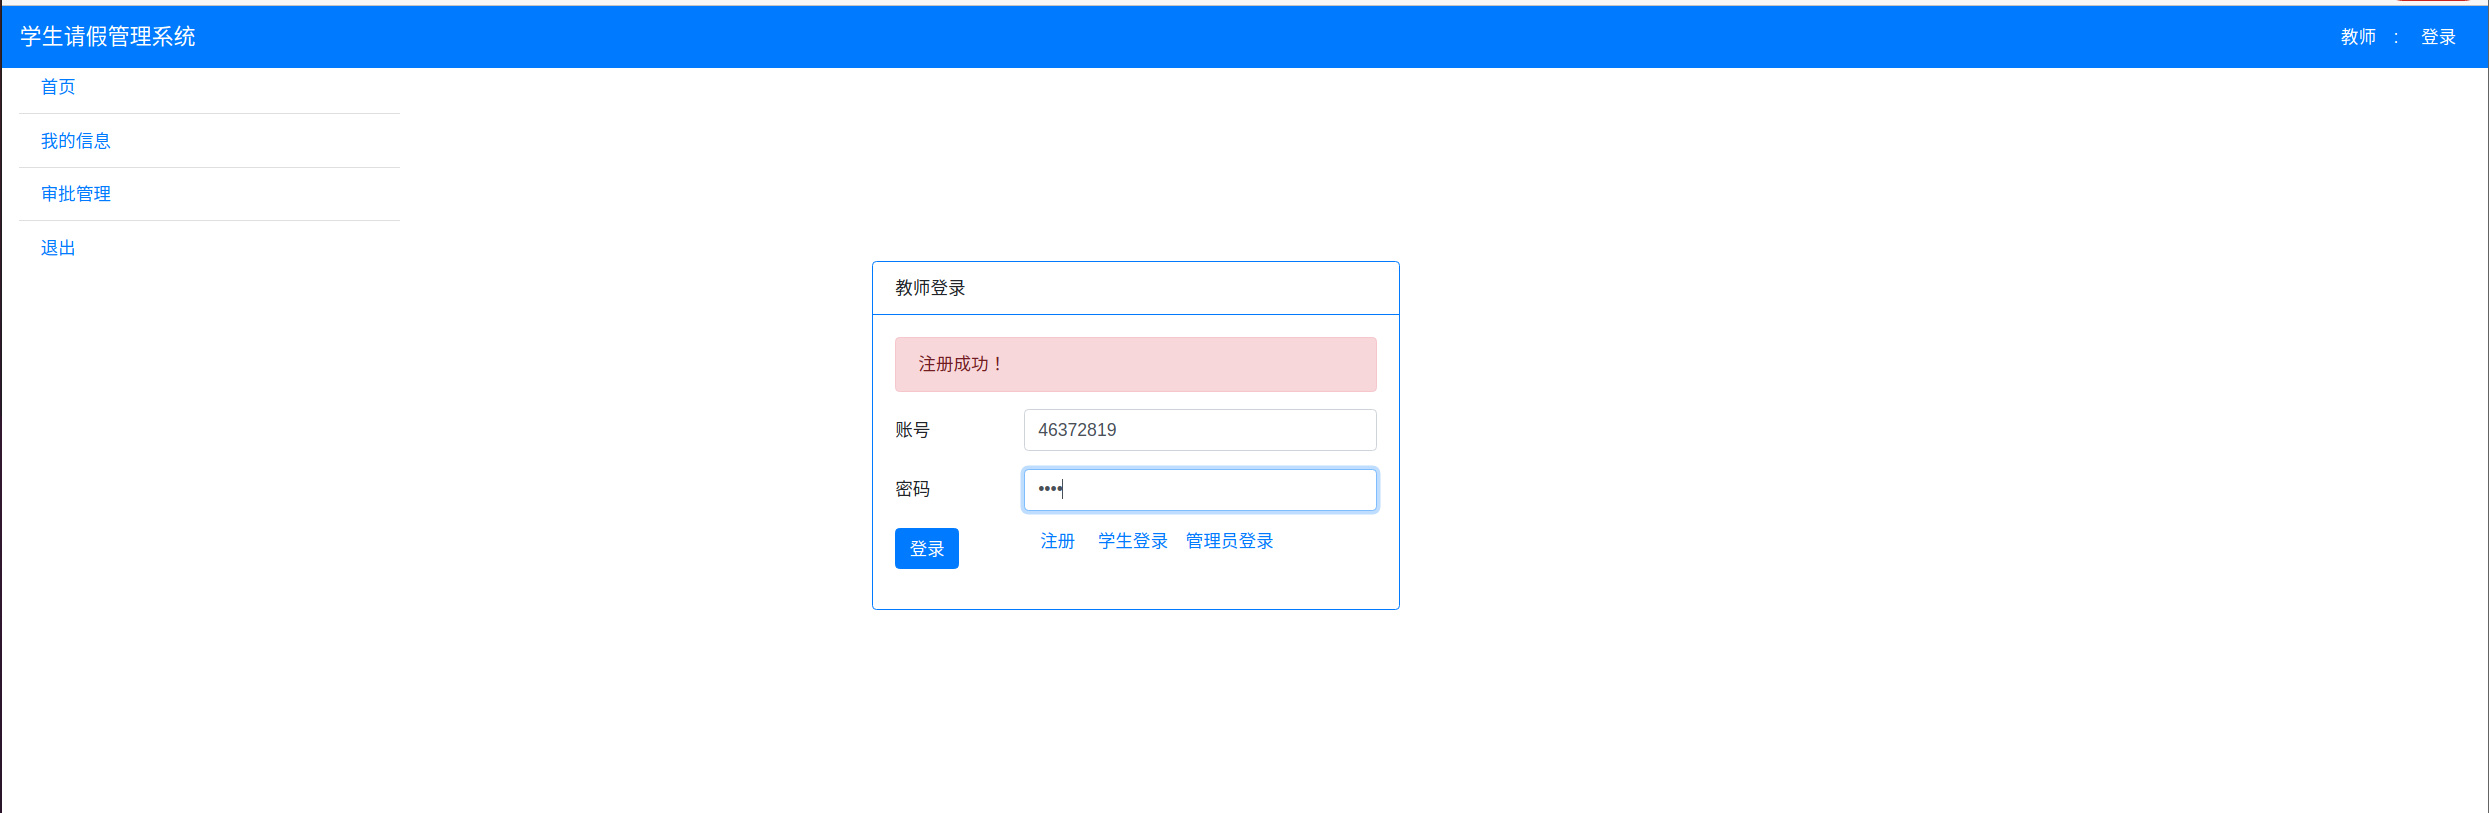 学生请假管理系统
教师 : 登录
首页
我的信息
审批管理
退出
教师登录
注册成功！
账号 46372819
密码 ••••
登录 注册 学生登录 管理员登录